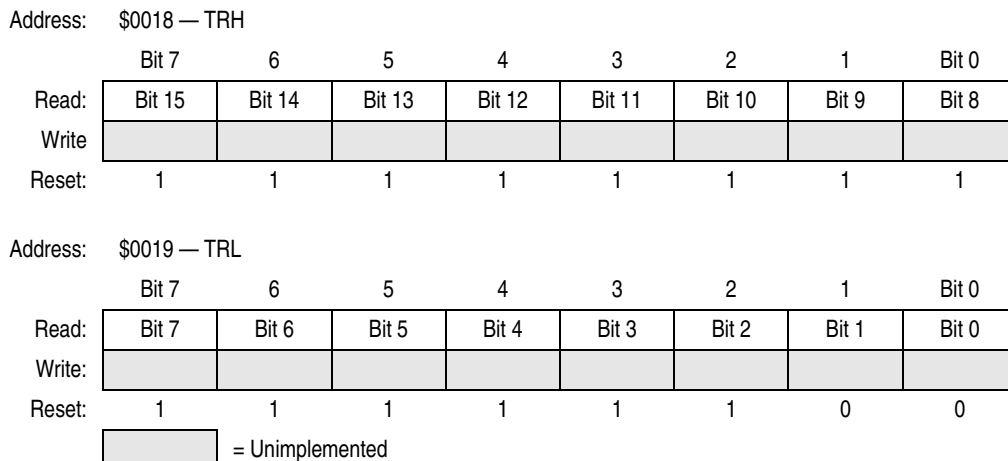 Address: $0018 — TRH
Bit 7 6 5 4 3 2 1 Bit 0
Read: Bit 15 Bit 14 Bit 13 Bit 12 Bit 11 Bit 10 Bit 9 Bit 8
Write
Reset: 1 1 1 1 1 1 1 1
Address: $0019 — TRL
Bit 7 6 5 4 3 2 1 Bit 0
Read: Bit 7 Bit 6 Bit 5 Bit 4 Bit 3 Bit 2 Bit 1 Bit 0
Write:
Reset: 1 1 1 1 1 1 0 0
= Unimplemented